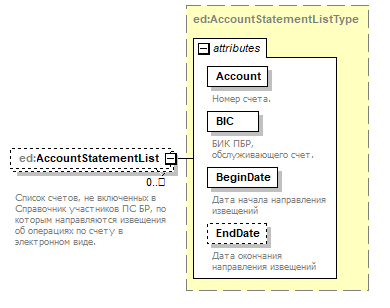 ed:AccountStatementListType
attributes
Account
Номер счета.
BIC
БИК ПБР,
обслуживающего счет.
BeginDate
Дата начала направления
извещений
EndDate
Дата окончания
направления извещений
ed:AccountStatementList
0..
Список счетов, не включенных в
Справочник участников ПС БР, по
которым направляются извещения
об операциях по счету в
электронном виде.